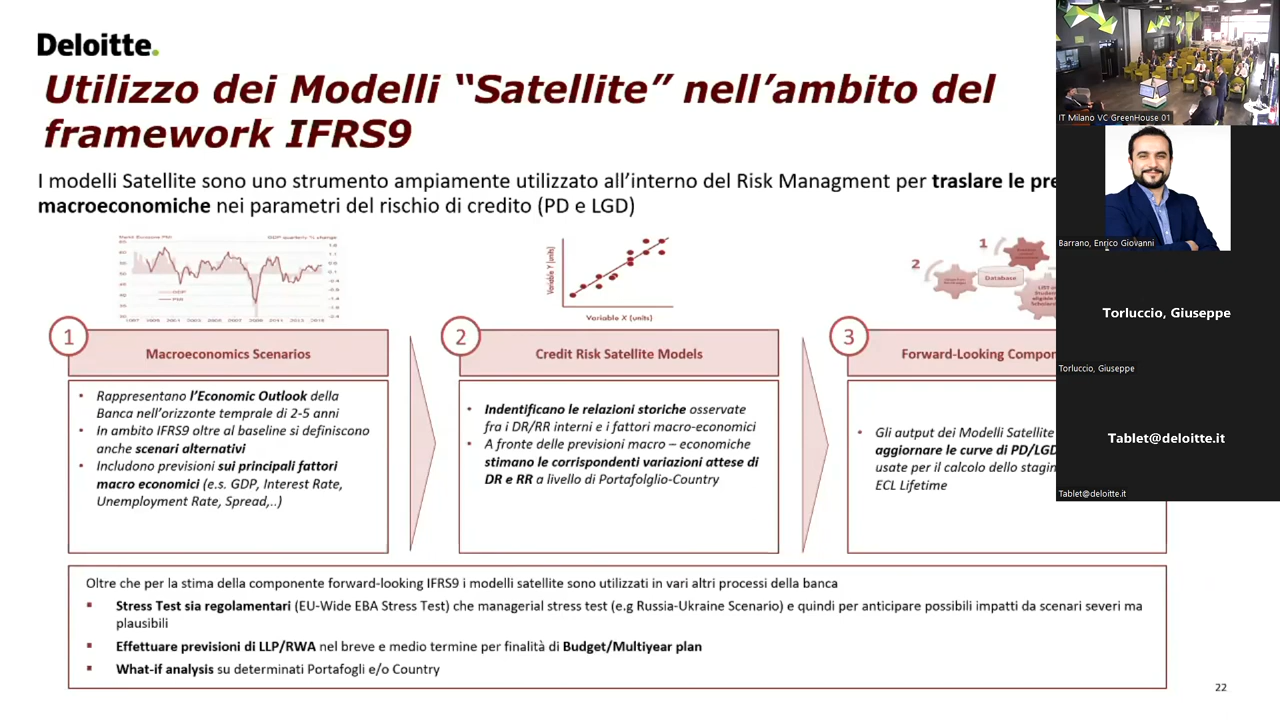 Deloitte.
Utilizzo dei Modelli “Satellite” nell’ambito del
framework IFRS9
I modelli Satellite sono uno strumento ampiamente utilizzato all’interno del Risk Managment per traslare le
macroeconomiche nei parametri del rischio di credito (PD e LGD)
GDP quarterly % change
GDP
PMI
Variable Y (units)
Variable X (units)
1
2
Database
1
Macroeconomics Scenarios
Rappresentano l’Economic Outlook della
Banca nell’orizzonte temprale di 2-5 anni
In ambito IFRS9 oltre al baseline si definiscono
anche scenari alternativi
Includono previsioni sui principali fattori
macro economici (e.s. GDP, Interest Rate,
Unemployment Rate, Spread,..)
2
Credit Risk Satellite Models
Indentificano le relazioni storiche osservate
fra i DR/RR interni e i fattori macro-economici
A fronte delle previsioni macro – economiche
stimano le corrispondenti variazioni attese di
DR e RR a livello di Portafolglio-Country
3
Forward-Looking
Gli autput dei Modelli Satellite
aggiornare le curve di PD/LGD
usate per il calcolo dello
ECL Lifetime
Oltre che per la stima della componente forward-looking IFRS9 i modelli satellite sono utilizzati in vari altri processi della banca
Stress Test sia regolamentari (EU-Wide EBA Stress Test) che managerial stress test (e.g Russia-Ukraine Scenario) e quindi per anticipare possibili impatti da scenari severi ma
plausibili
Effettuare previsioni di LLP/RWA nel breve e medio termine per finalità di Budget/Multiyear plan
What-if analysis su determinati Portafogli e/o Country
22
IT Milano VC GreenHouse 01
Barrano, Enrico Giovanni
Torluccio, Giuseppe
Torluccio, Giuseppe
Tablet@deloitte.it
Tablet@deloitte.it